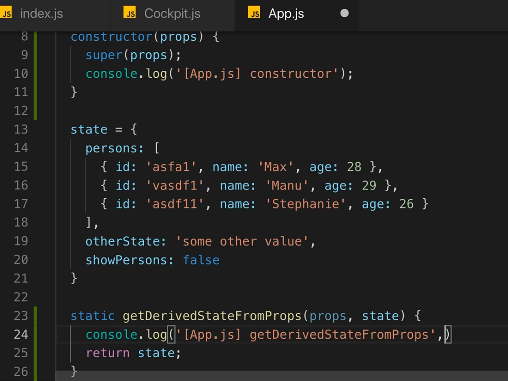 JS index.js
JS Cockpit.js
JS App.js
8 constructor(props) {
9 super(props);
10 console.log('[App.js] constructor');
11 }
12
13 state = {
14 persons: [
15 { id: 'asfa1', name: 'Max', age: 28 },
16 { id: 'vasdf1', name: 'Manu', age: 29 },
17 { id: 'asdf11', name: 'Stephanie', age: 26 }
18 ],
19 otherState: 'some other value',
20 showPersons: false
21 }
22
23 static getDerivedStateFromProps(props, state) {
24 console.log('[App.js] getDerivedStateFromProps',)
25 return state;
26 }